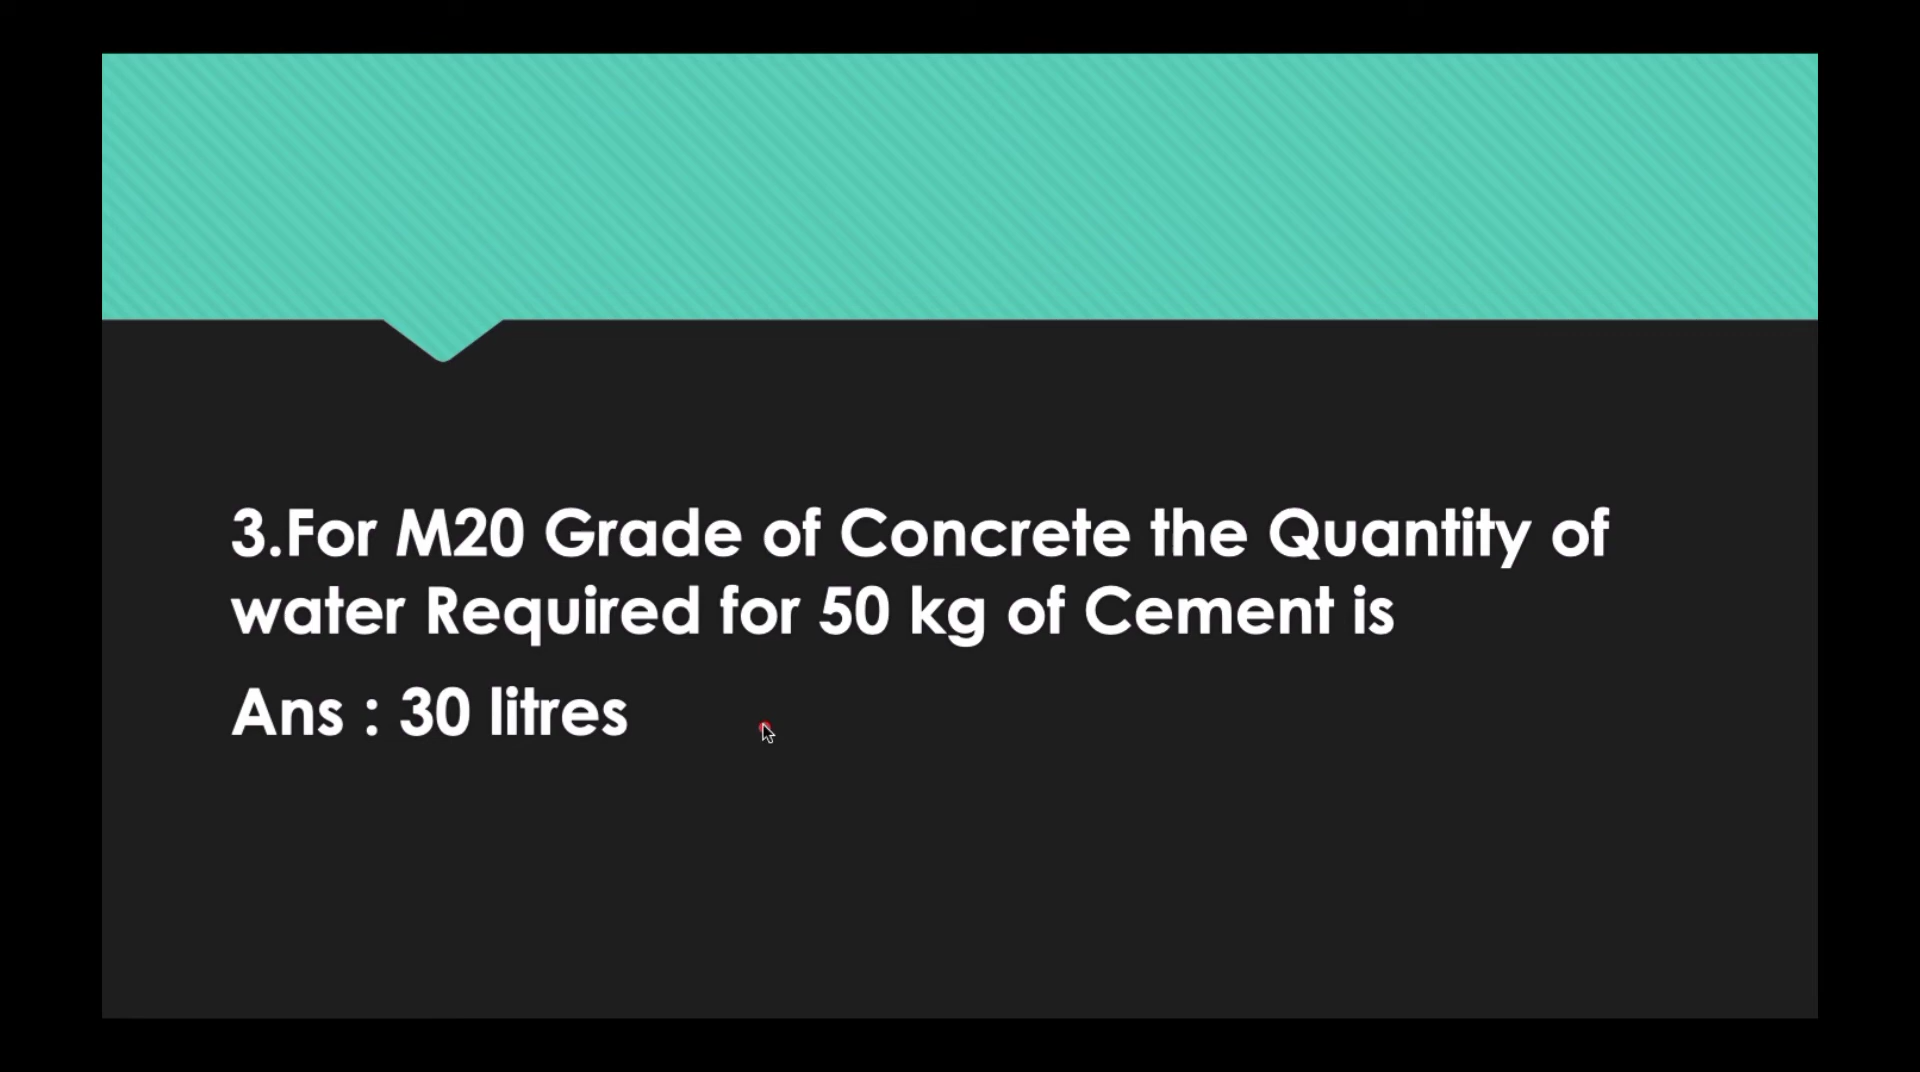 3.For M20 Grade of Concrete the Quantity of
water Required for 50 kg of Cement is
Ans : 30 litres